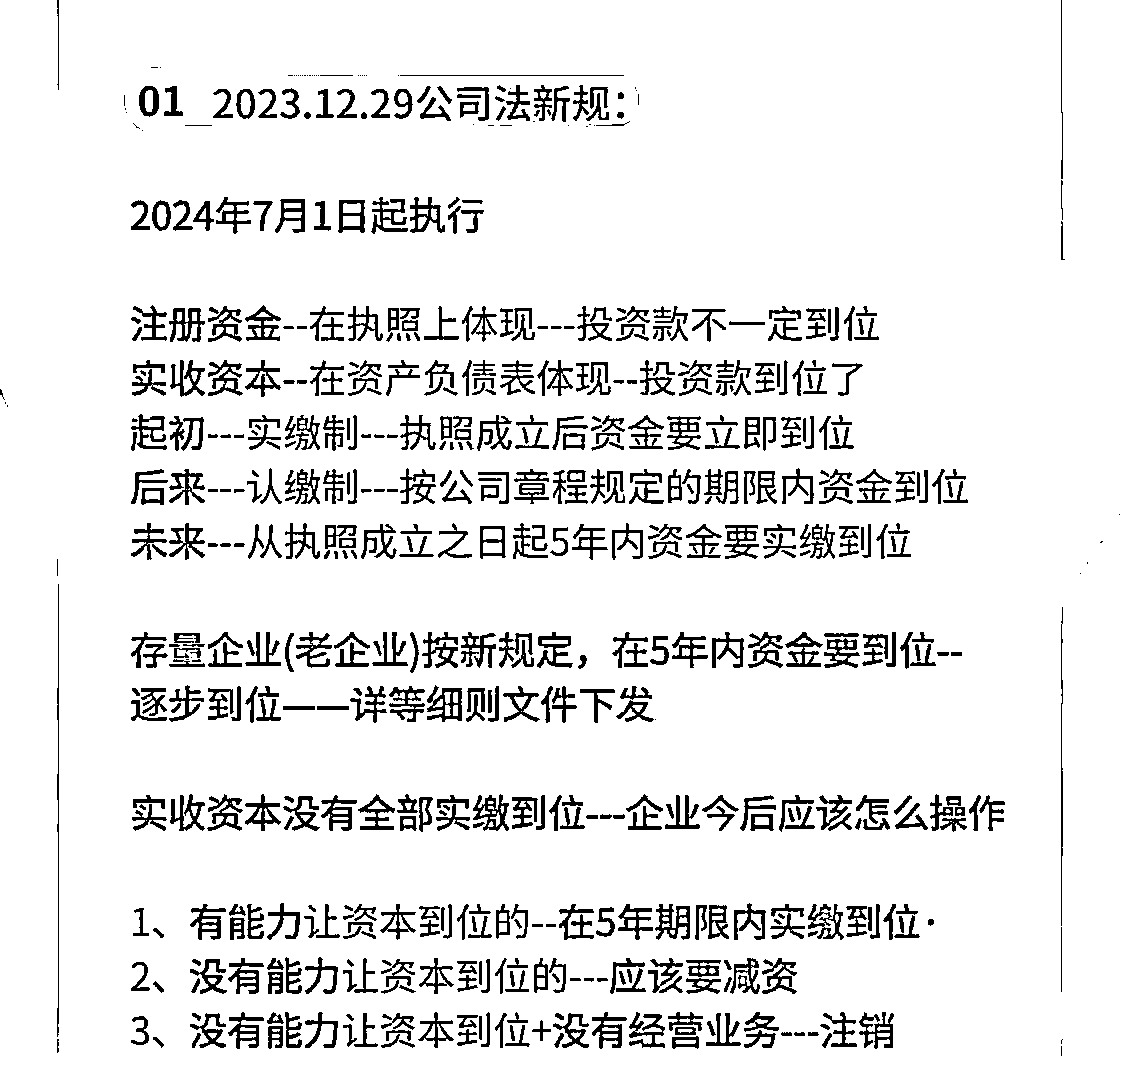 01 2023.12.29公司法新规：
2024年7月1日起执行
注册资金--在执照上体现---投资款不一定到位
实收资本--在资产负债表体现--投资款到位了
起初---实缴制---执照成立后资金要立即到位
后来---认缴制---按公司章程规定的期限内资金到位
未来---从执照成立之日起5年内资金要实缴到位
存量企业(老企业)按新规定，在5年内资金要到位--
逐步到位——详等细则文件下发
实收资本没有全部实缴到位---企业今后应该怎么操作
1、有能力让资本到位的--在5年期限内实缴到位·
2、没有能力让资本到位的---应该要减资
3、没有能力让资本到位+没有经营业务---注销